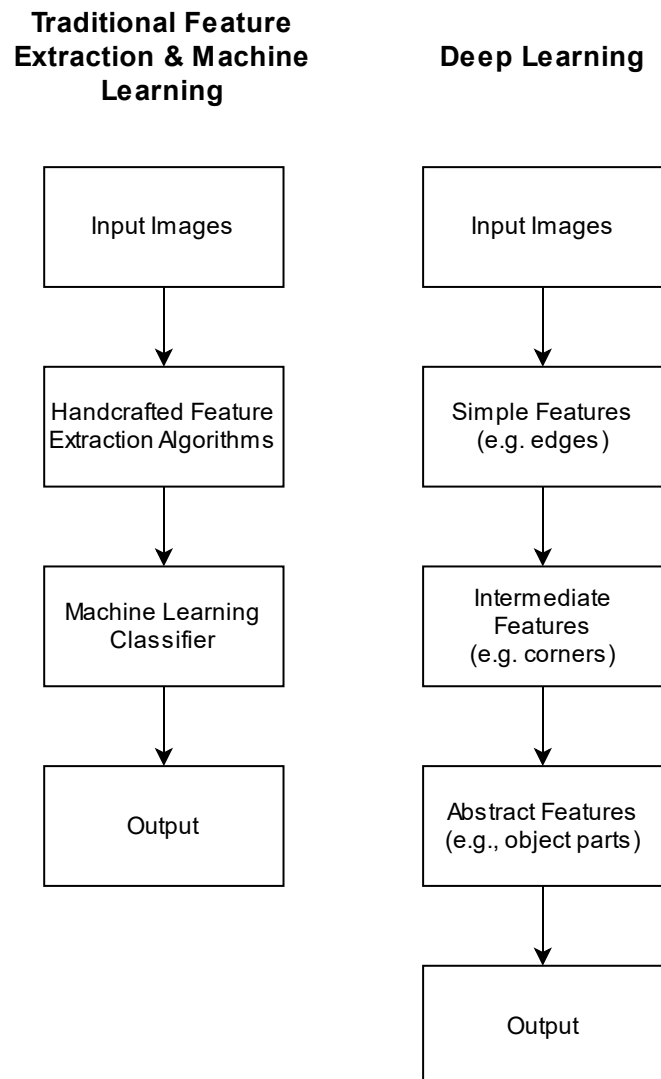 Traditional Feature
Extraction & Machine
Learning
Input Images
Handcrafted Feature
Extraction Algorithms
Machine Learning
Classifier
Output
Deep Learning
Input Images
Simple Features
(e.g. edges)
Intermediate
Features
(e.g. corners)
Abstract Features
(e.g., object parts)
Output